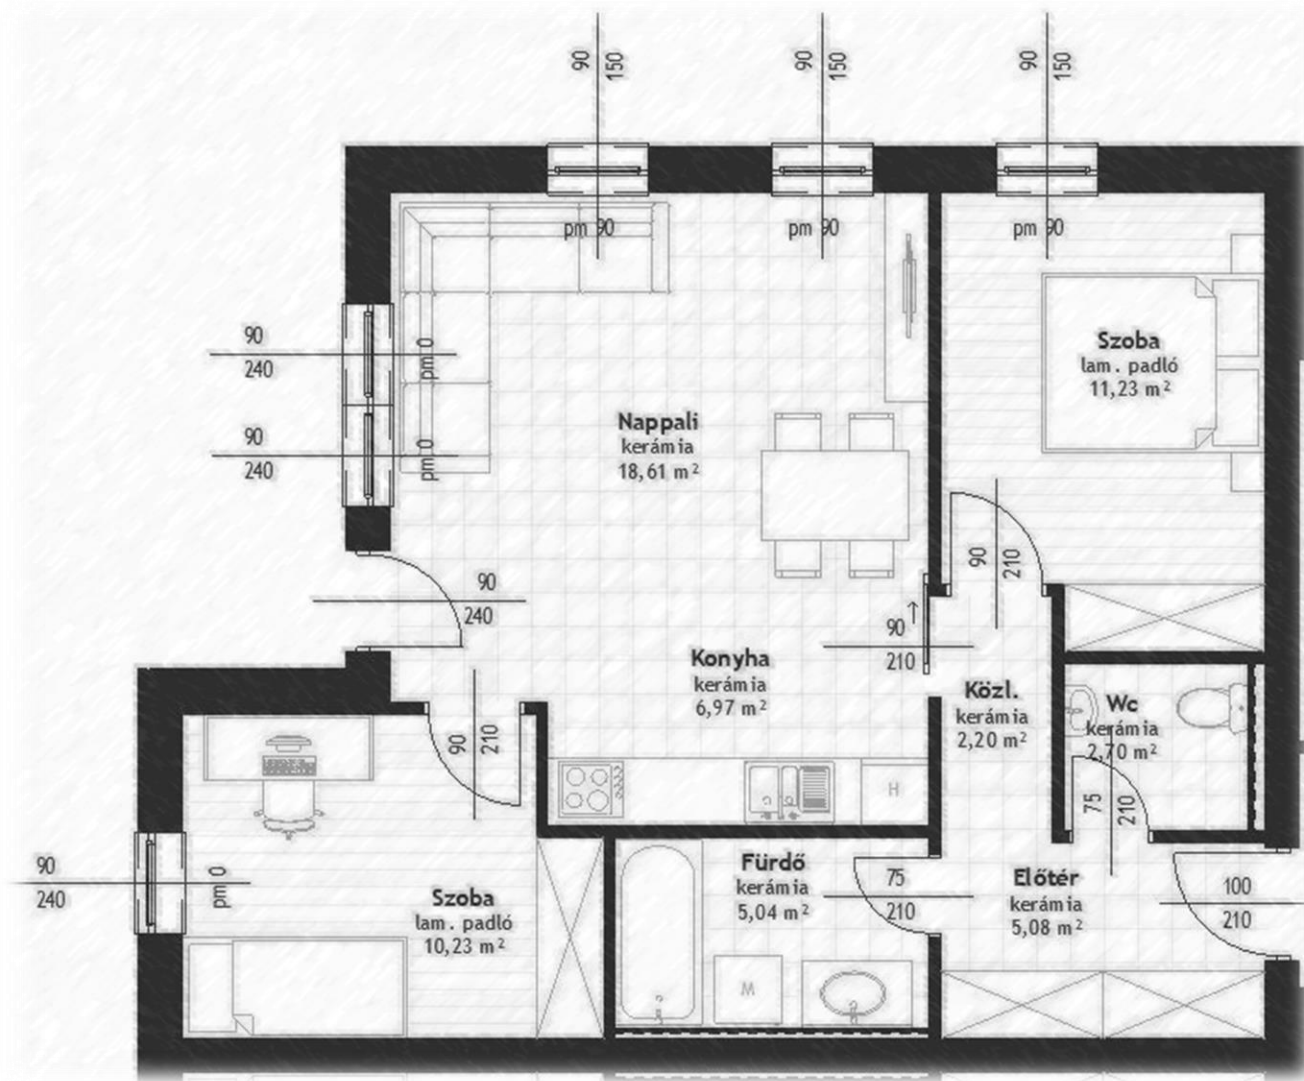 90
150
90
150
90
150
pm 90
pm 90
pm 90
90
240
pm 0
90
240
pm 0
Szoba
lam. padló
11,23 m²
Nappali
kerámia
18,61 m²
90
240
90
210
90
↑
210
Konyha
kerámia
6,97 m²
Közl.
kerámia
2,20 m²
Wc
kerámia
2,70 m²
90
210
75
210
H
90
240
pm 0
Szoba
lam. padló
10,23 m²
Fürdő
kerámia
5,04 m²
75
210
Előtér
kerámia
5,08 m²
100
210
M